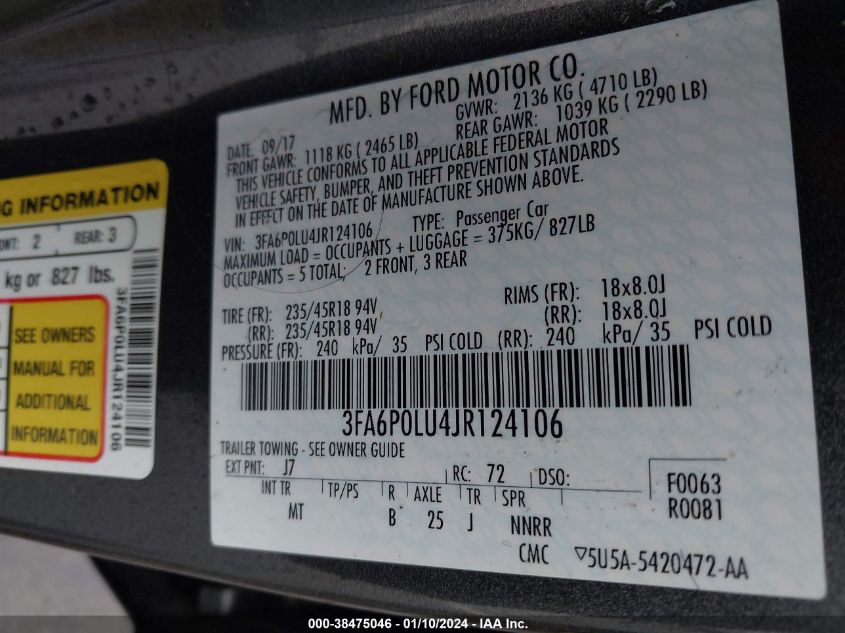 G INFORMATION
ONT: 2 REAR: 3
kg or 827 lbs.
SEE OWNERS
MANUAL FOR
ADDITIONAL
INFORMATION
3FA6P0LU4JR124106
MFD. BY FORD MOTOR CO.
DATE: 09/17 GVWR: 2136 KG ( 4710 LB)
FRONT GAWR: 1118 KG ( 2465 LB) REAR GAWR: 1039 KG ( 2290 LB)
THIS VEHICLE CONFORMS TO ALL APPLICABLE FEDERAL MOTOR
VEHICLE SAFETY, BUMPER, AND THEFT PREVENTION STANDARDS
IN EFFECT ON THE DATE OF MANUFACTURE SHOWN ABOVE.
VIN: 3FA6P0LU4JR124106 TYPE: Passenger Car
MAXIMUM LOAD = OCCUPANTS + LUGGAGE = 375KG/ 827LB
OCCUPANTS = 5 TOTAL; 2 FRONT, 3 REAR
TIRE (FR): 235/45R18 94V RIMS (FR): 18x8.0J
(RR): 235/45R18 94V (RR): 18x8.0J
PRESSURE (FR): 240 kPa/ 35 PSI COLD (RR): 240 kPa/ 35 PSI COLD
3FA6P0LU4JR124106
TRAILER TOWING - SEE OWNER GUIDE
EXT PNT: J7 RC: 72 DSO: F0063
INT TR TP/PS R AXLE TR SPR R0081
MT B 25 J NNRR
CMC ▽5U5A-5420472-AA
000-38475046 - 01/10/2024 - IAA Inc.